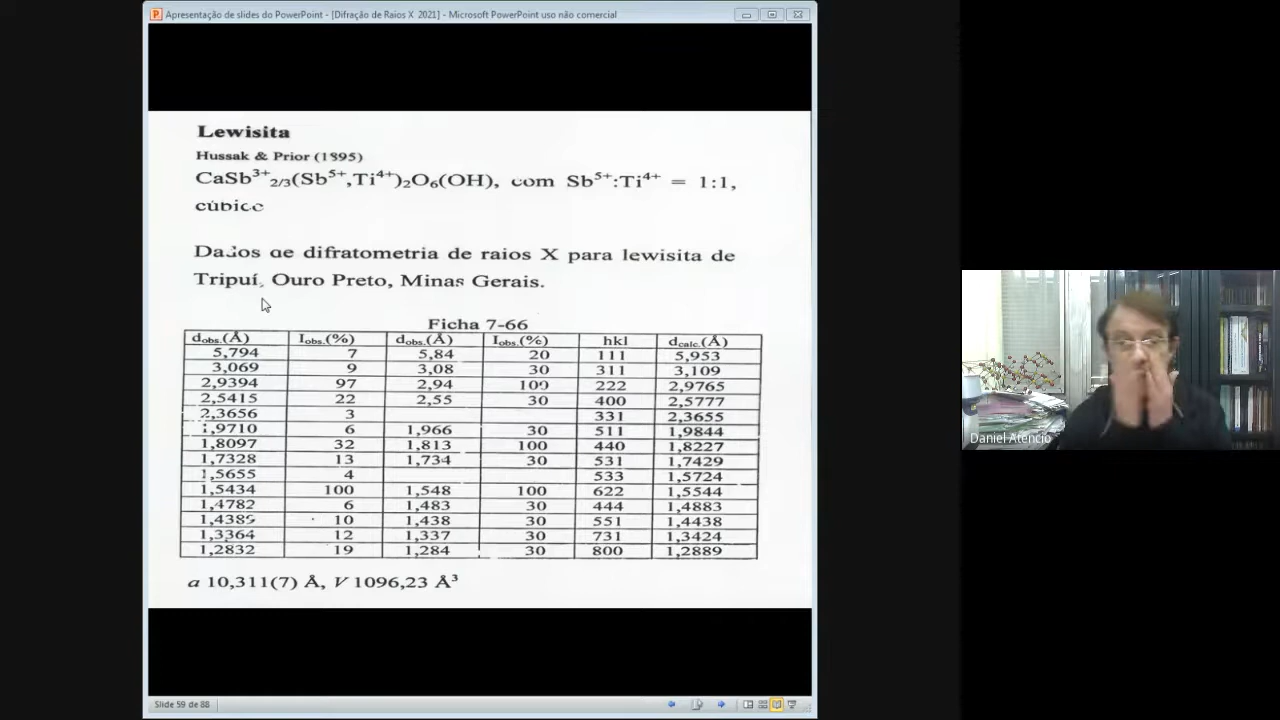 Apresentação de slides do PowerPoint - [Difração de Raios X 2021] - Microsoft PowerPoint uso não comercial
Lewisita
Hussak & Prior (1895)
CaSb³⁺₂/₃(Sb⁵⁺,Ti⁴⁺)₂O₆(OH), com Sb⁵⁺:Ti⁴⁺ = 1:1,
cúbico
Dados de difratometria de raios X para lewisita de
Tripuí, Ouro Preto, Minas Gerais.
Ficha 7-66
dobs.(Å) Iobs.(%) dobs.(Å) Iobs.(%) hkl dcalc.(Å)
5,794 7 5,84 20 111 5,953
3,069 9 3,08 30 311 3,109
2,9394 97 2,94 100 222 2,9765
2,5415 22 2,55 30 400 2,5777
2,3656 3 331 2,3655
1,9710 6 1,966 30 511 1,9844
1,8097 32 1,813 100 440 1,8227
1,7328 13 1,734 30 531 1,7429
1,5655 4 533 1,5724
1,5434 100 1,548 100 622 1,5544
1,4782 6 1,483 30 444 1,4883
1,4389 10 1,438 30 551 1,4438
1,3364 12 1,337 30 731 1,3424
1,2832 19 1,284 30 800 1,2889
a 10,311(7) Å, V 1096,23 Å³
Daniel Atencio
Slide 59 de 88